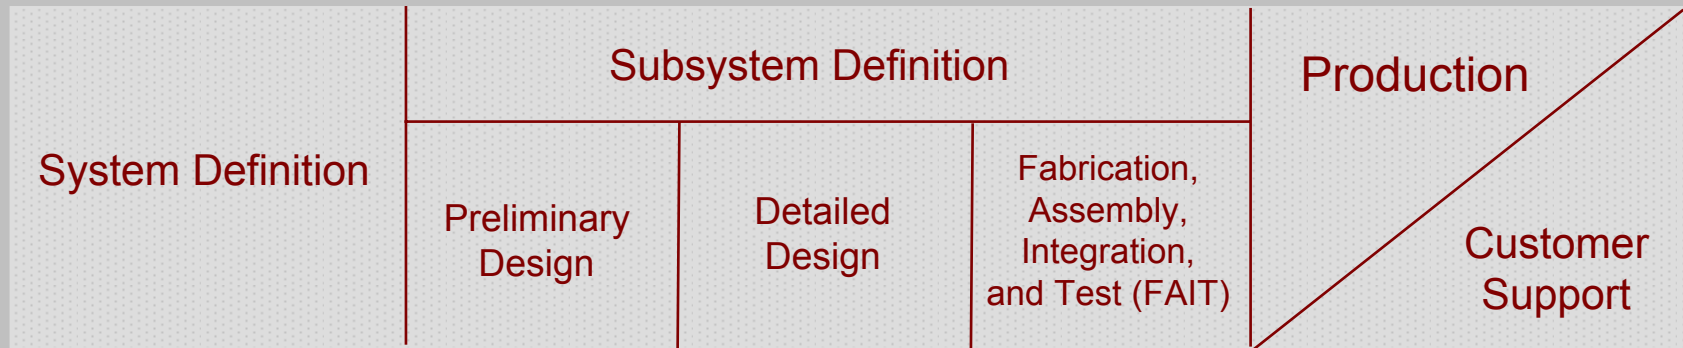 System Definition
Subsystem Definition
Preliminary
Design
Detailed
Design
Fabrication,
Assembly,
Integration,
and Test (FAIT)
Production
Customer
Support